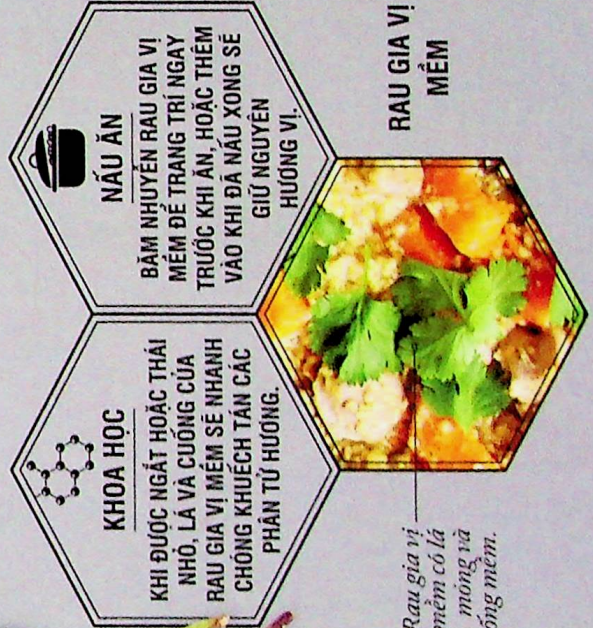 KHOA HỌC
KHI ĐƯỢC NGẮT HOẶC THÁI
NHỎ, LÁ VÀ CUỐNG CỦA
RAU GIA VỊ MỀM SẼ NHANH
CHÓNG KHUẾCH TÁN CÁC
PHÂN TỬ HƯƠNG.
NẤU ĂN
BĂM NHUYỄN RAU GIA VỊ
MỀM ĐỂ TRANG TRÍ NGAY
TRƯỚC KHI ĂN, HOẶC THÊM
VÀO KHI ĐÃ NẤU XONG SẼ
GIỮ NGUYÊN
HƯƠNG VỊ.
RAU GIA VỊ
MỀM
Rau gia vị
mềm có lá
mỏng và
mềm.